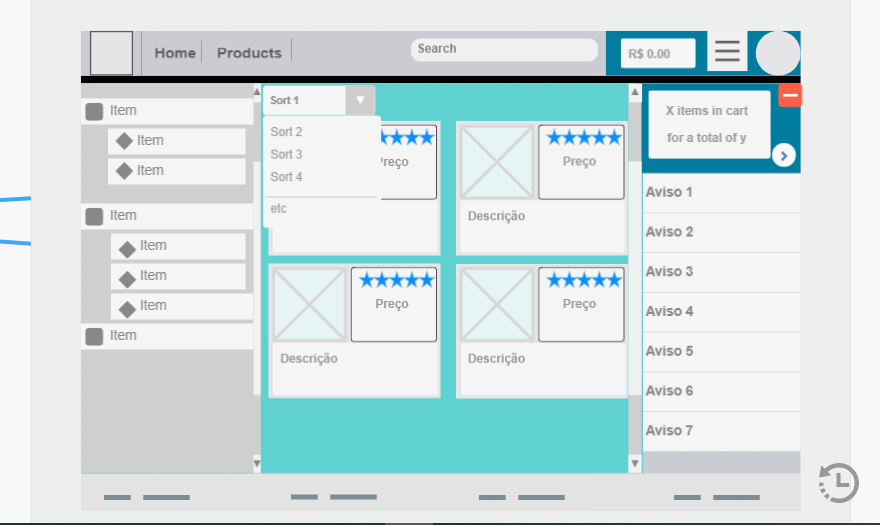 Home
Products
Search
R$ 0.00
Item
Item
Item
Item
Item
Item
Item
Item
Sort 1
Sort 2
Sort 3
Sort 4
etc
reço
Preço
Descrição
Preço
Descrição
Preço
Descrição
X items in cart
for a total of y
Aviso 1
Aviso 2
Aviso 3
Aviso 4
Aviso 5
Aviso 6
Aviso 7